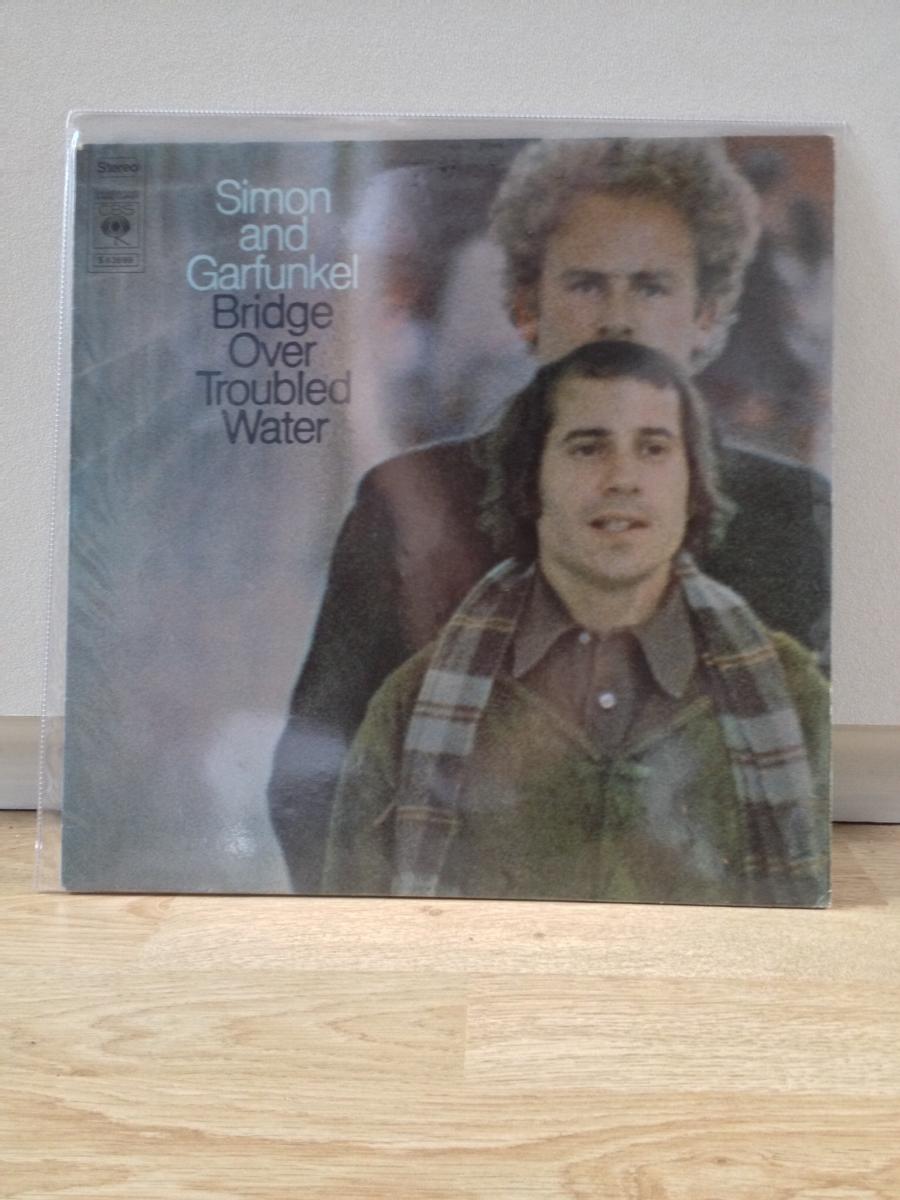 Stereo
CBS
Simon
and
Garfunkel
Bridge
Over
Troubled
Water